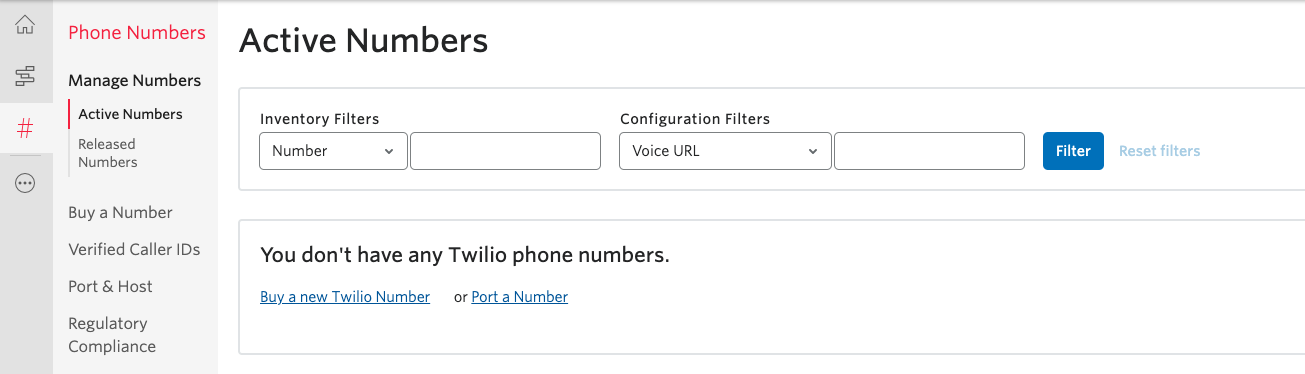 Phone Numbers
Manage Numbers
Active Numbers
Released
Numbers
Buy a Number
Verified Caller IDs
Port & Host
Regulatory
Compliance
Active Numbers
Inventory Filters
Configuration Filters
Number
Voice URL
Filter
Reset filters
You don't have any Twilio phone numbers.
Buy a new Twilio Number or Port a Number